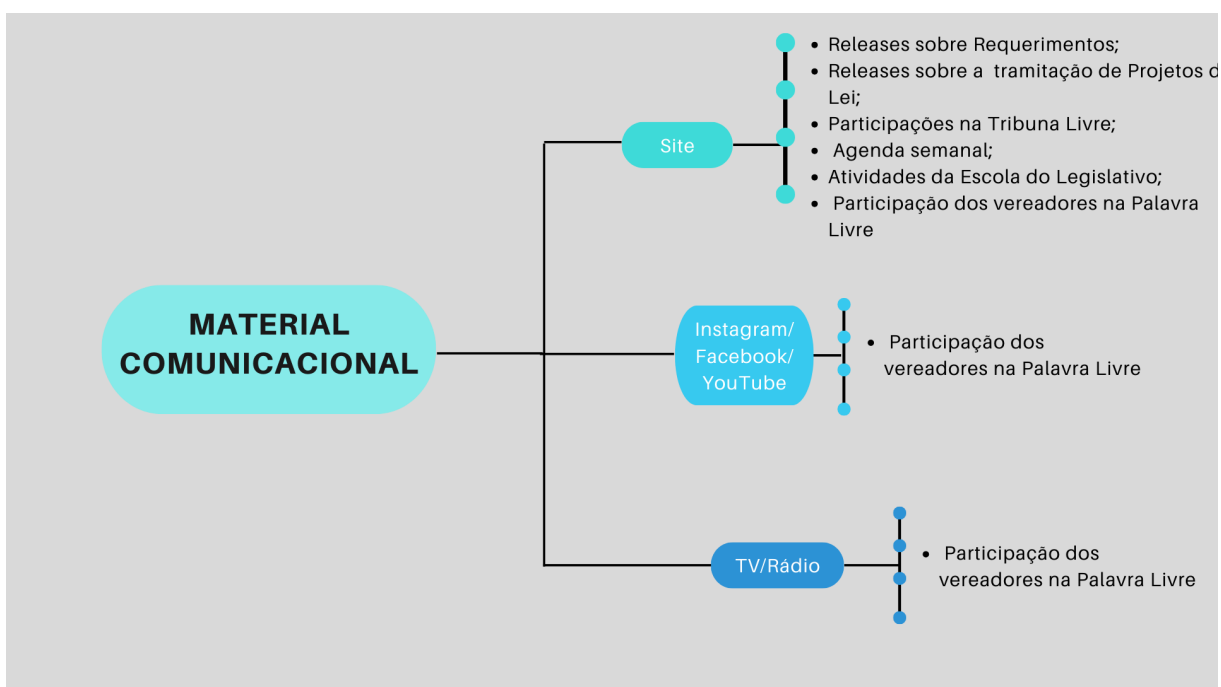 MATERIAL
COMUNICACIONAL
Site
• Releases sobre Requerimentos;
• Releases sobre a tramitação de Projetos d
Lei;
• Participações na Tribuna Livre;
• Agenda semanal;
• Atividades da Escola do Legislativo;
• Participação dos vereadores na Palavra
Livre
Instagram/
Facebook/
YouTube
• Participação dos
vereadores na Palavra Livre
TV/Rádio
• Participação dos
vereadores na Palavra Livre